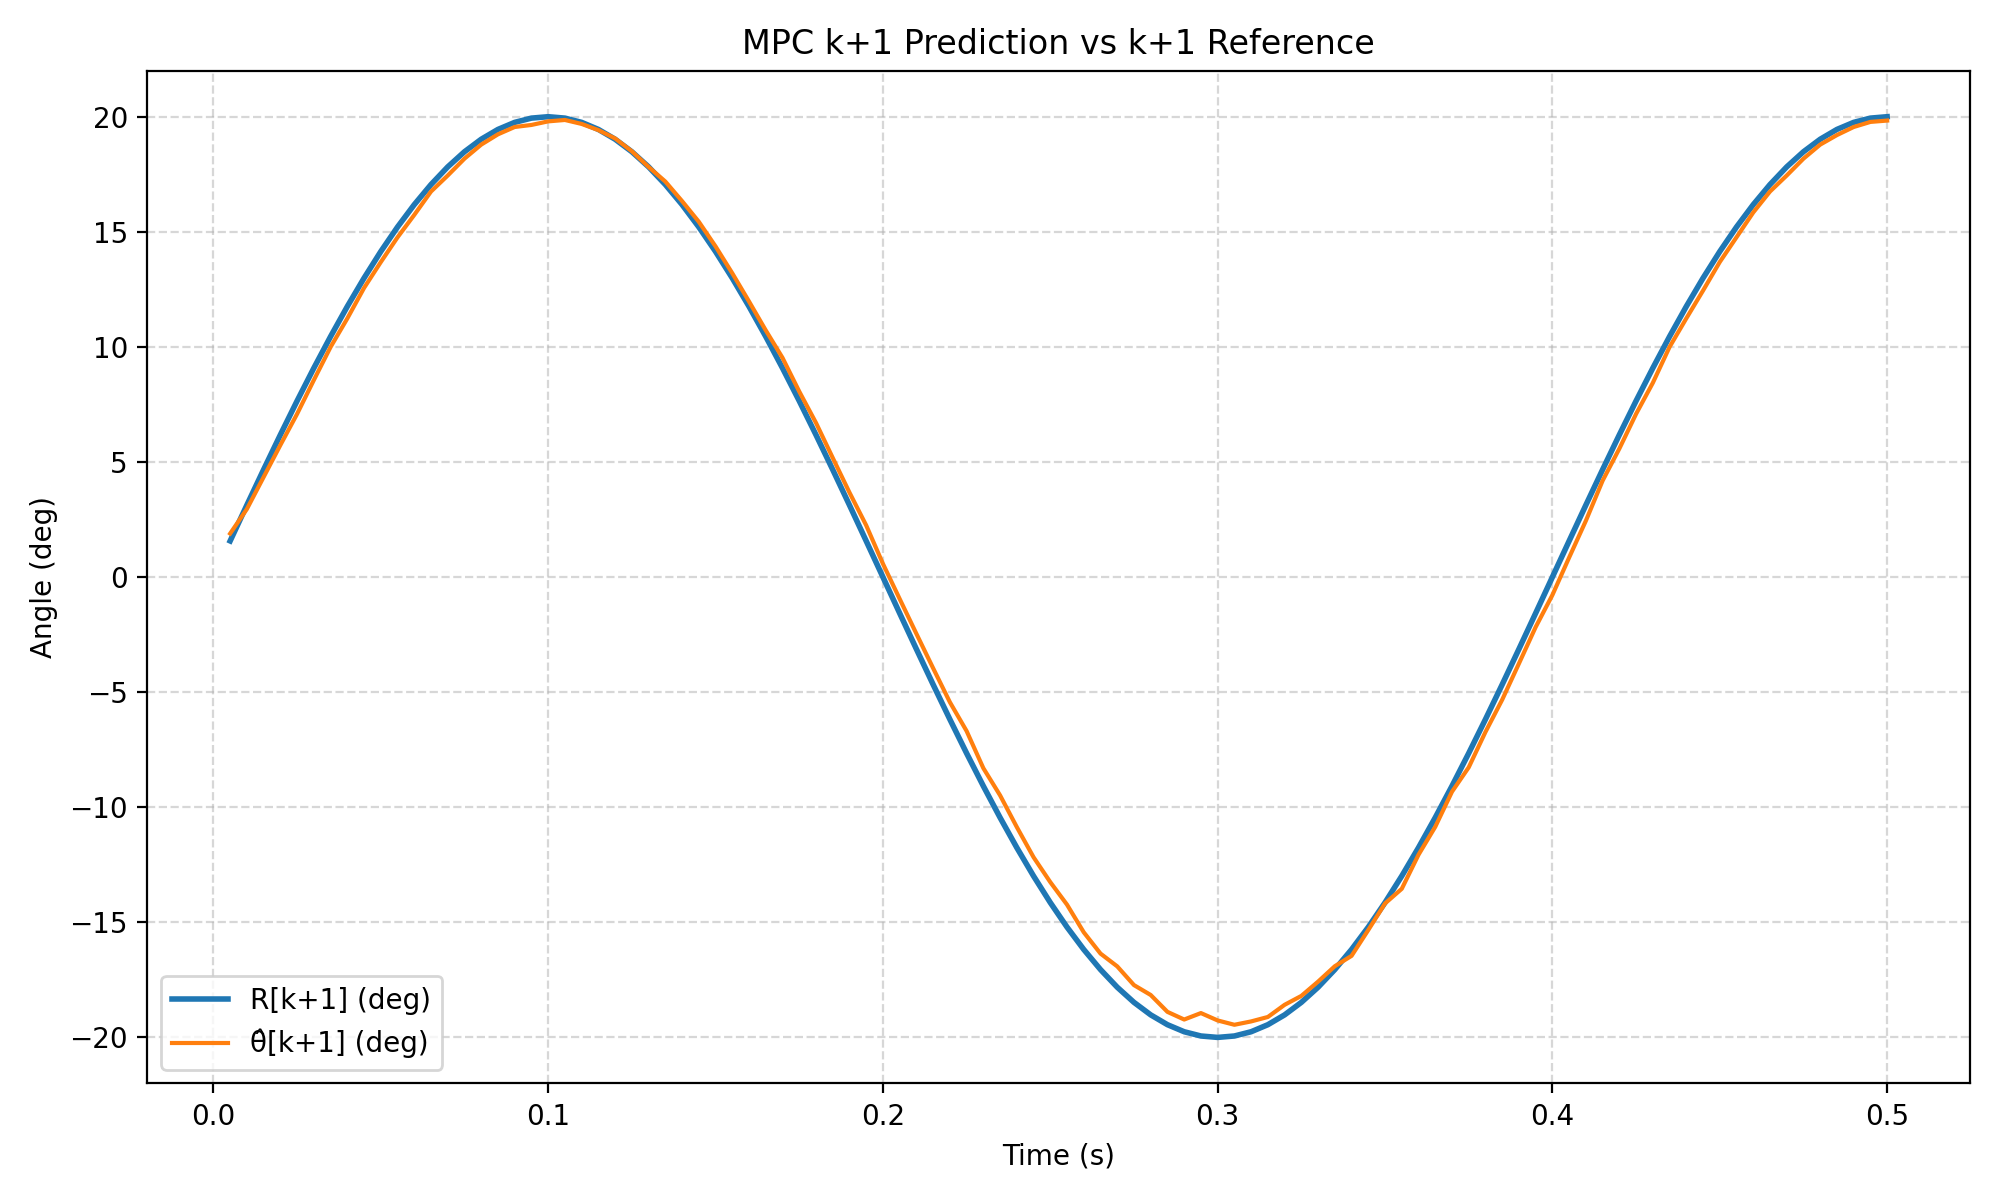 MPC k+1 Prediction vs k+1 Reference
Angle (deg)
20
15
10
5
0
−5
−10
−15
−20
R[k+1] (deg)
θ̂[k+1] (deg)
0.0 0.1 0.2 0.3 0.4 0.5
Time (s)